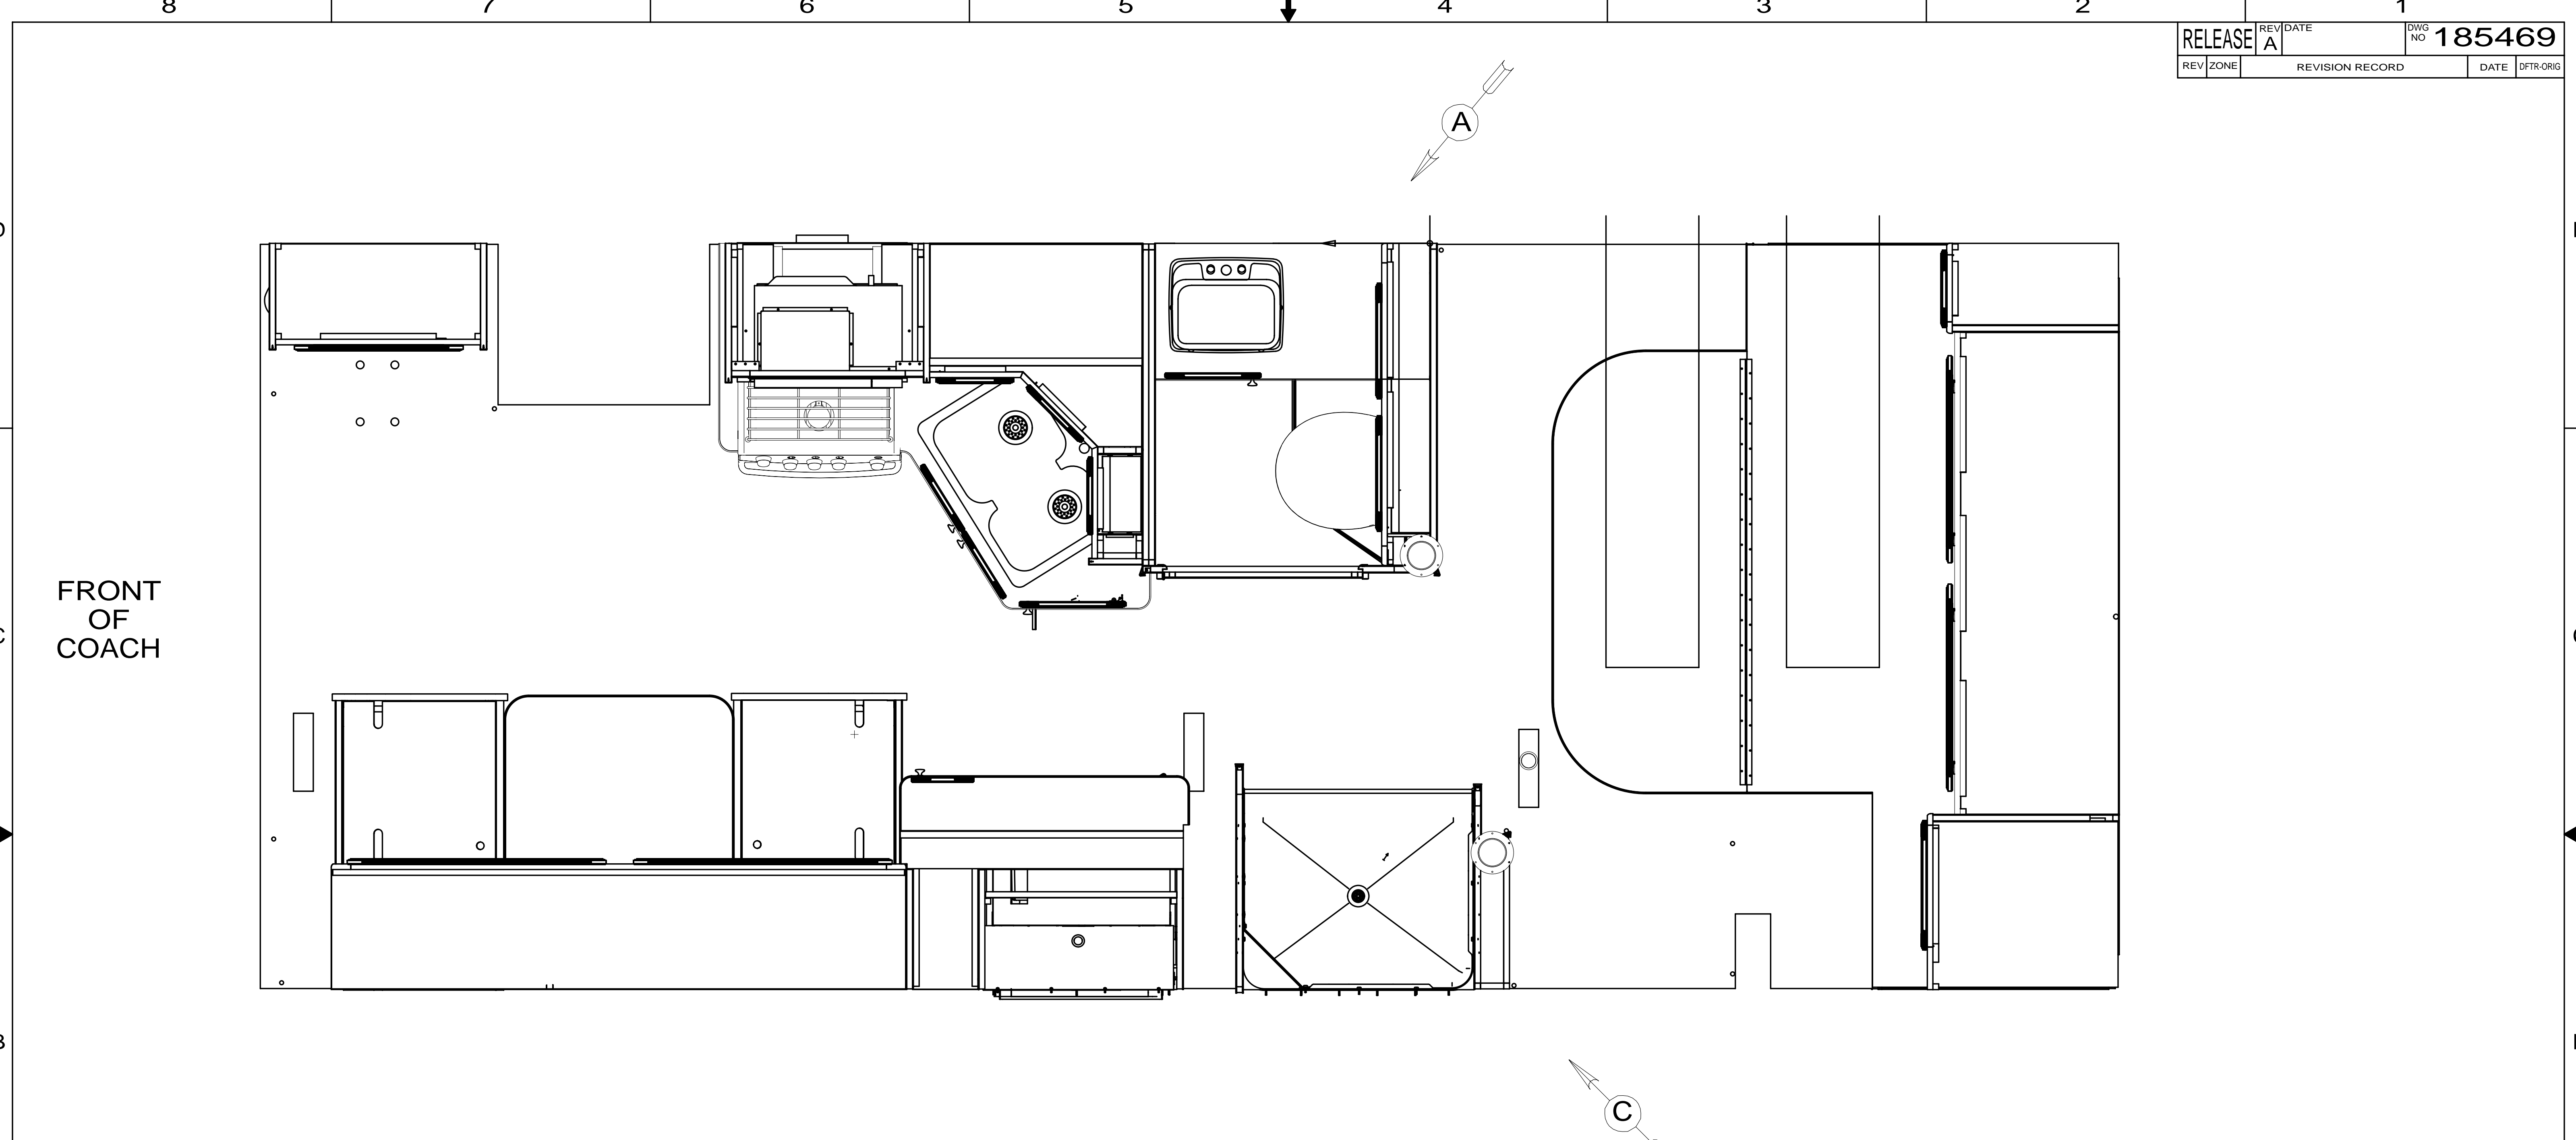 8 7 6 5 4 3 2 1
RELEASE REV A DATE DWG NO 185469
REV ZONE REVISION RECORD DATE DFTR-ORIG
A
FRONT
OF
COACH
C